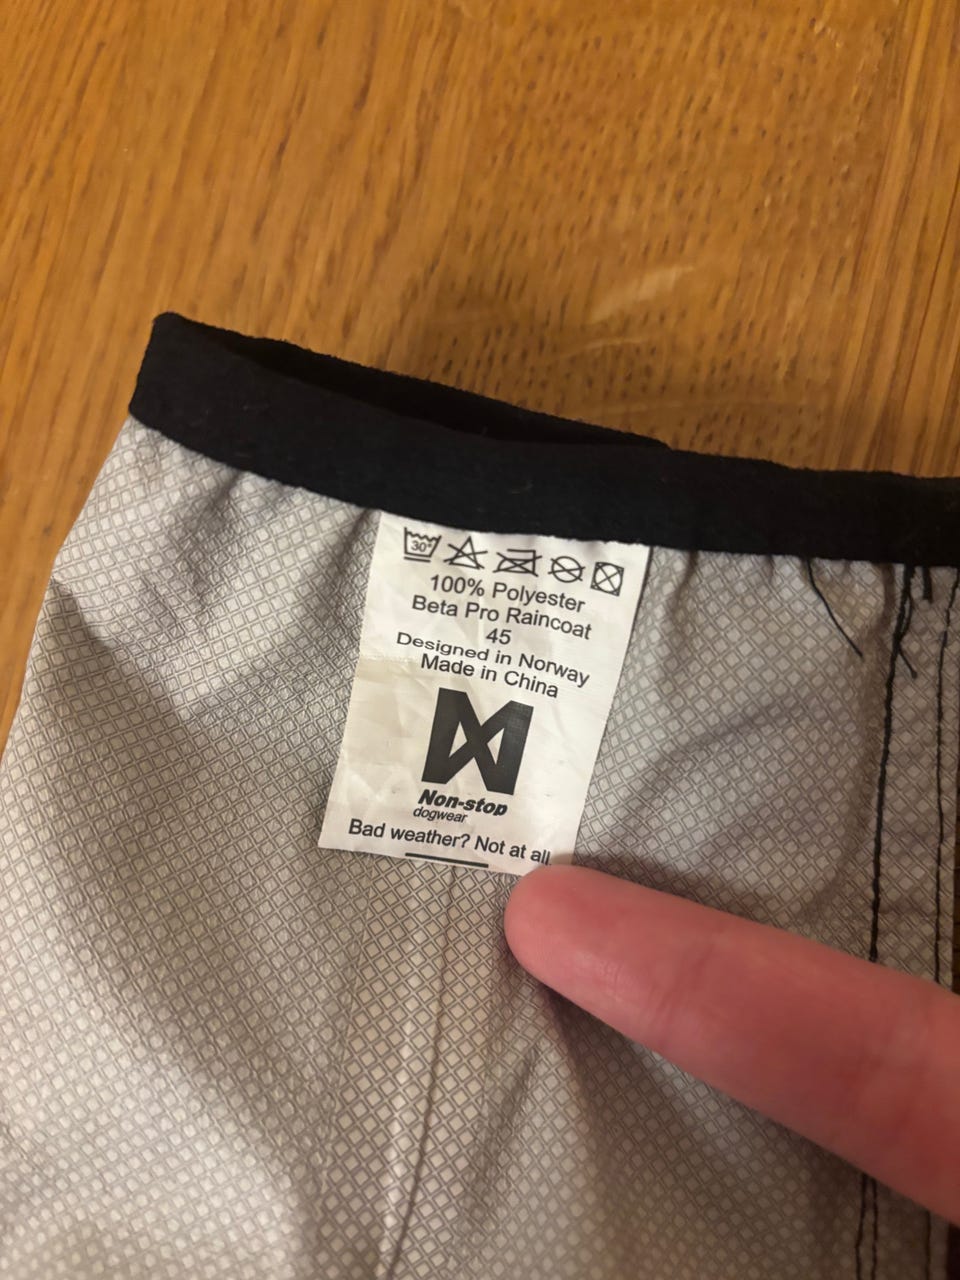 30°
100% Polyester
Beta Pro Raincoat
45
Designed in Norway
Made in China
Non-stop
dogwear
Bad weather? Not at all.